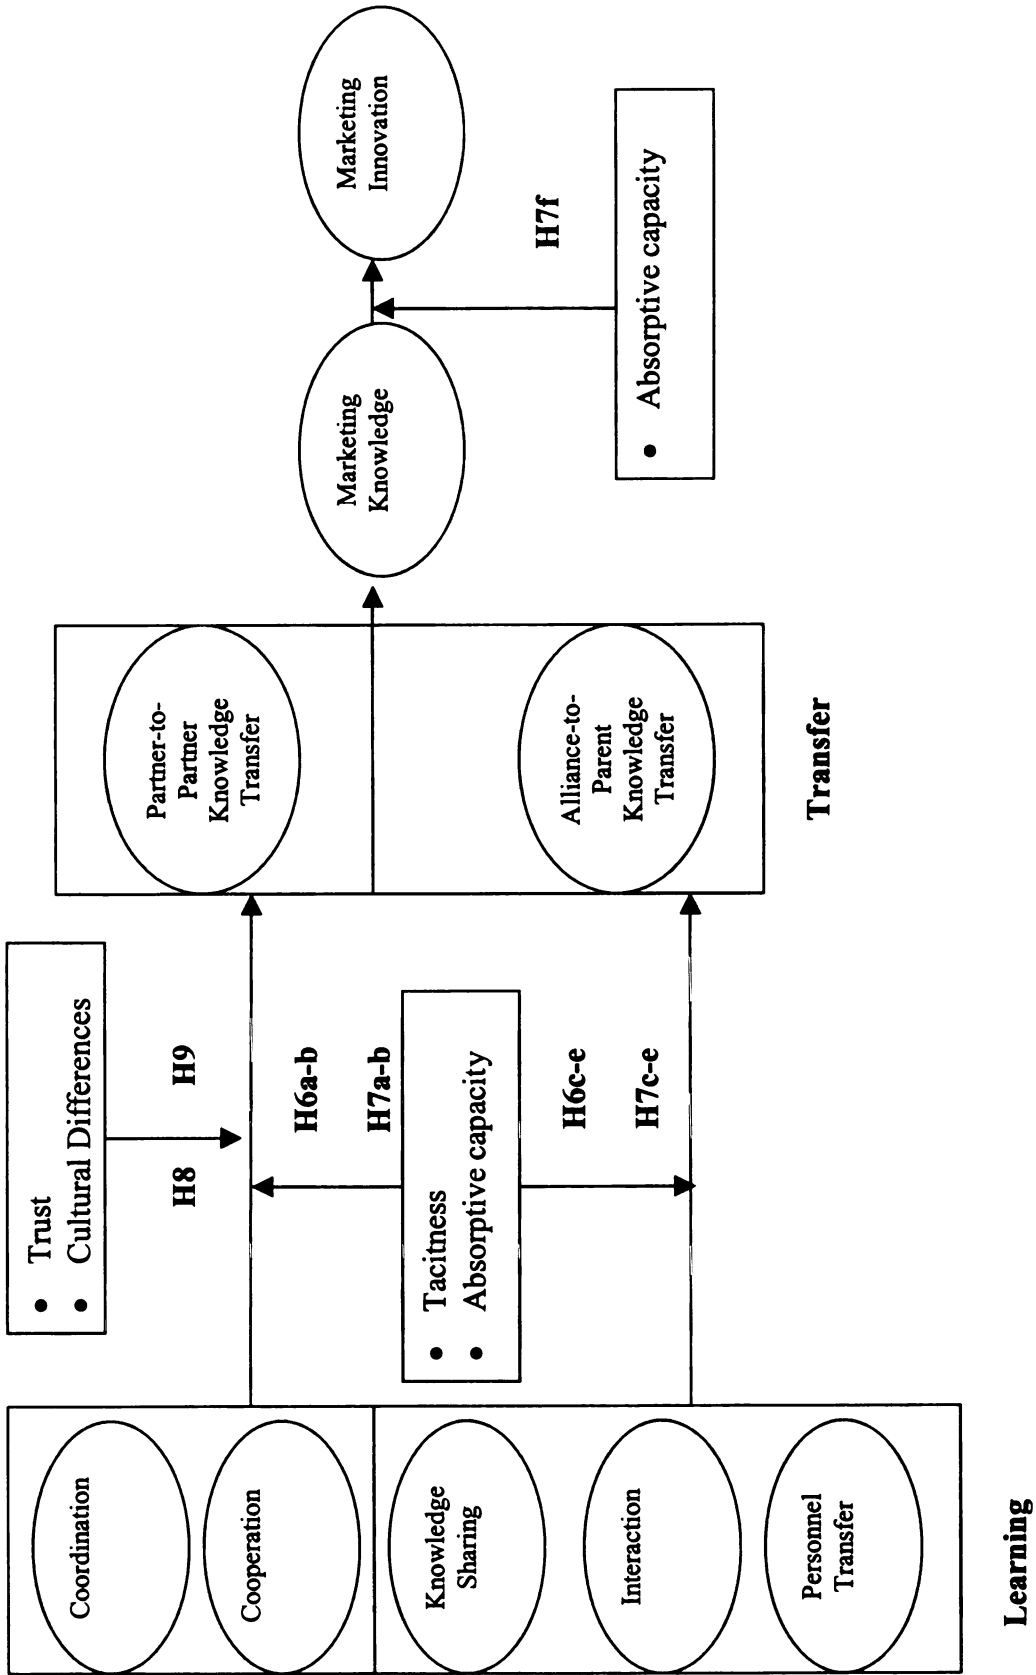 • Trust
• Cultural Differences
H8
H9
Coordination
Cooperation
Knowledge
Sharing
Interaction
Personnel
Transfer
Learning
H6a-b
H7a-b
• Tacitness
• Absorptive capacity
H6c-e
H7c-e
Partner-to-
Partner
Knowledge
Transfer
Alliance-to-
Parent
Knowledge
Transfer
Transfer
Marketing
Knowledge
Marketing
Innovation
H7f
• Absorptive capacity